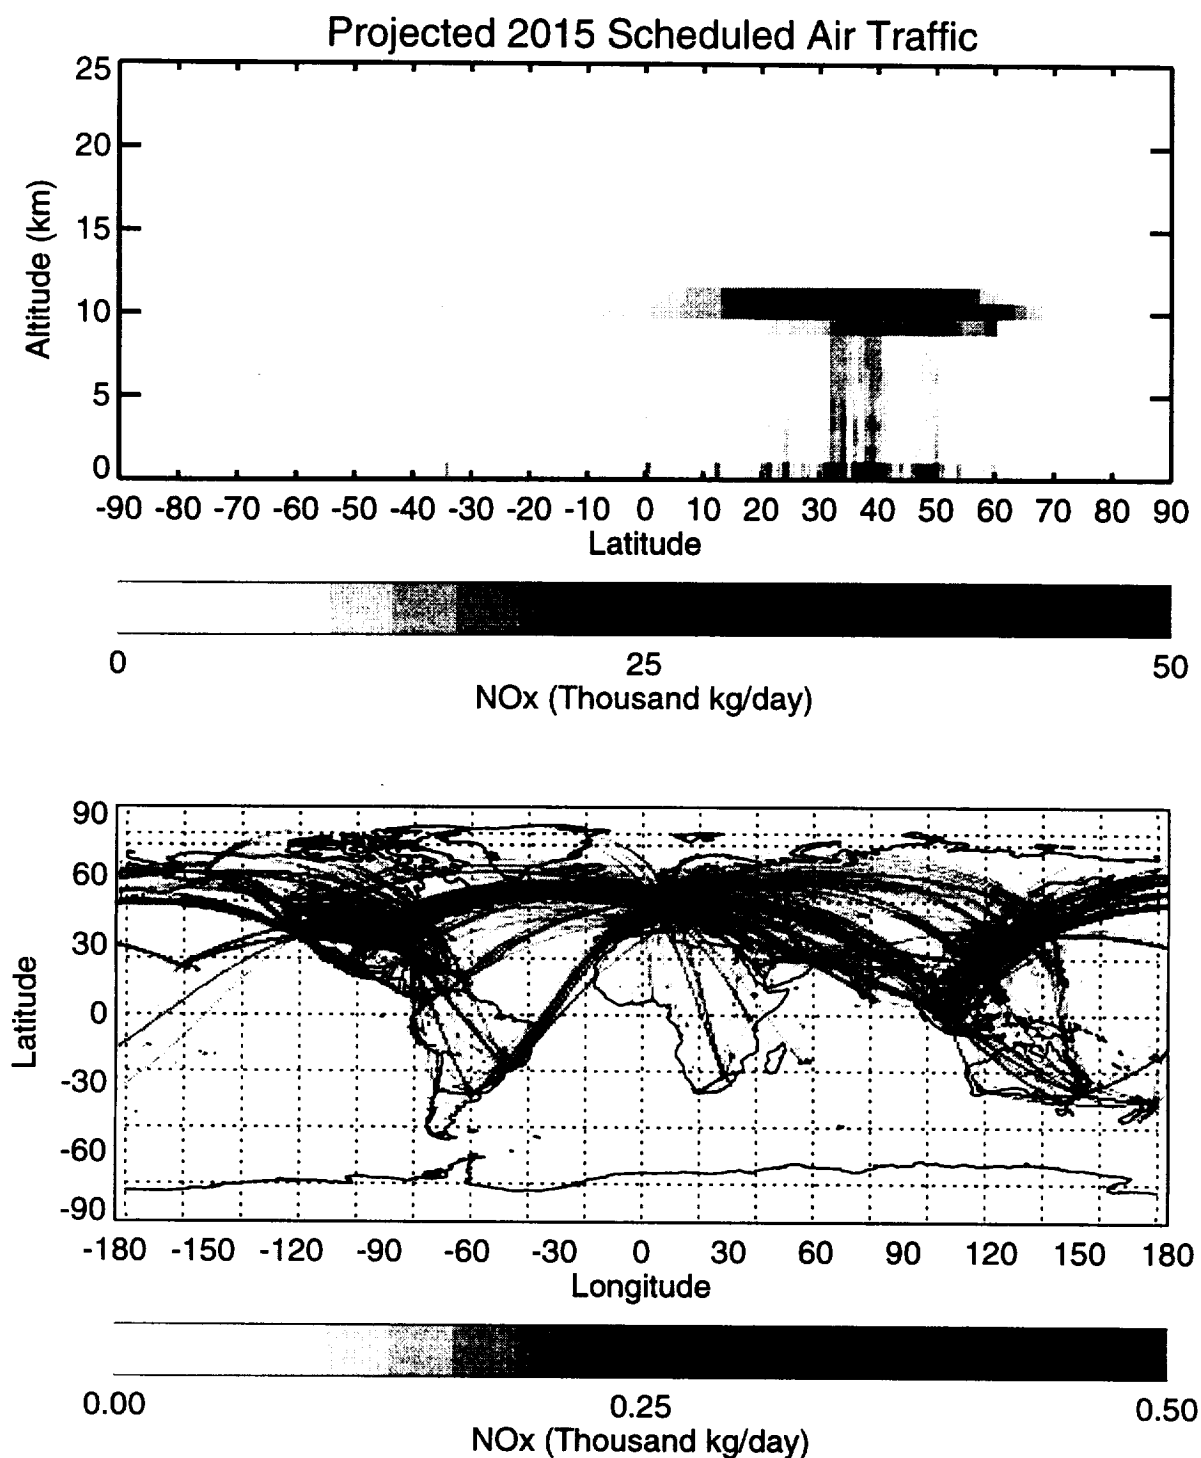 Projected 2015 Scheduled Air Traffic
25
20
15
10
5
0
Altitude (km)
-90 -80 -70 -60 -50 -40 -30 -20 -10 0 10 20 30 40 50 60 70 80 90
Latitude
0 25 50
NOx (Thousand kg/day)
90
60
30
0
-30
-60
-90
Latitude
-180 -150 -120 -90 -60 -30 0 30 60 90 120 150 180
Longitude
0.00 0.25 0.50
NOx (Thousand kg/day)